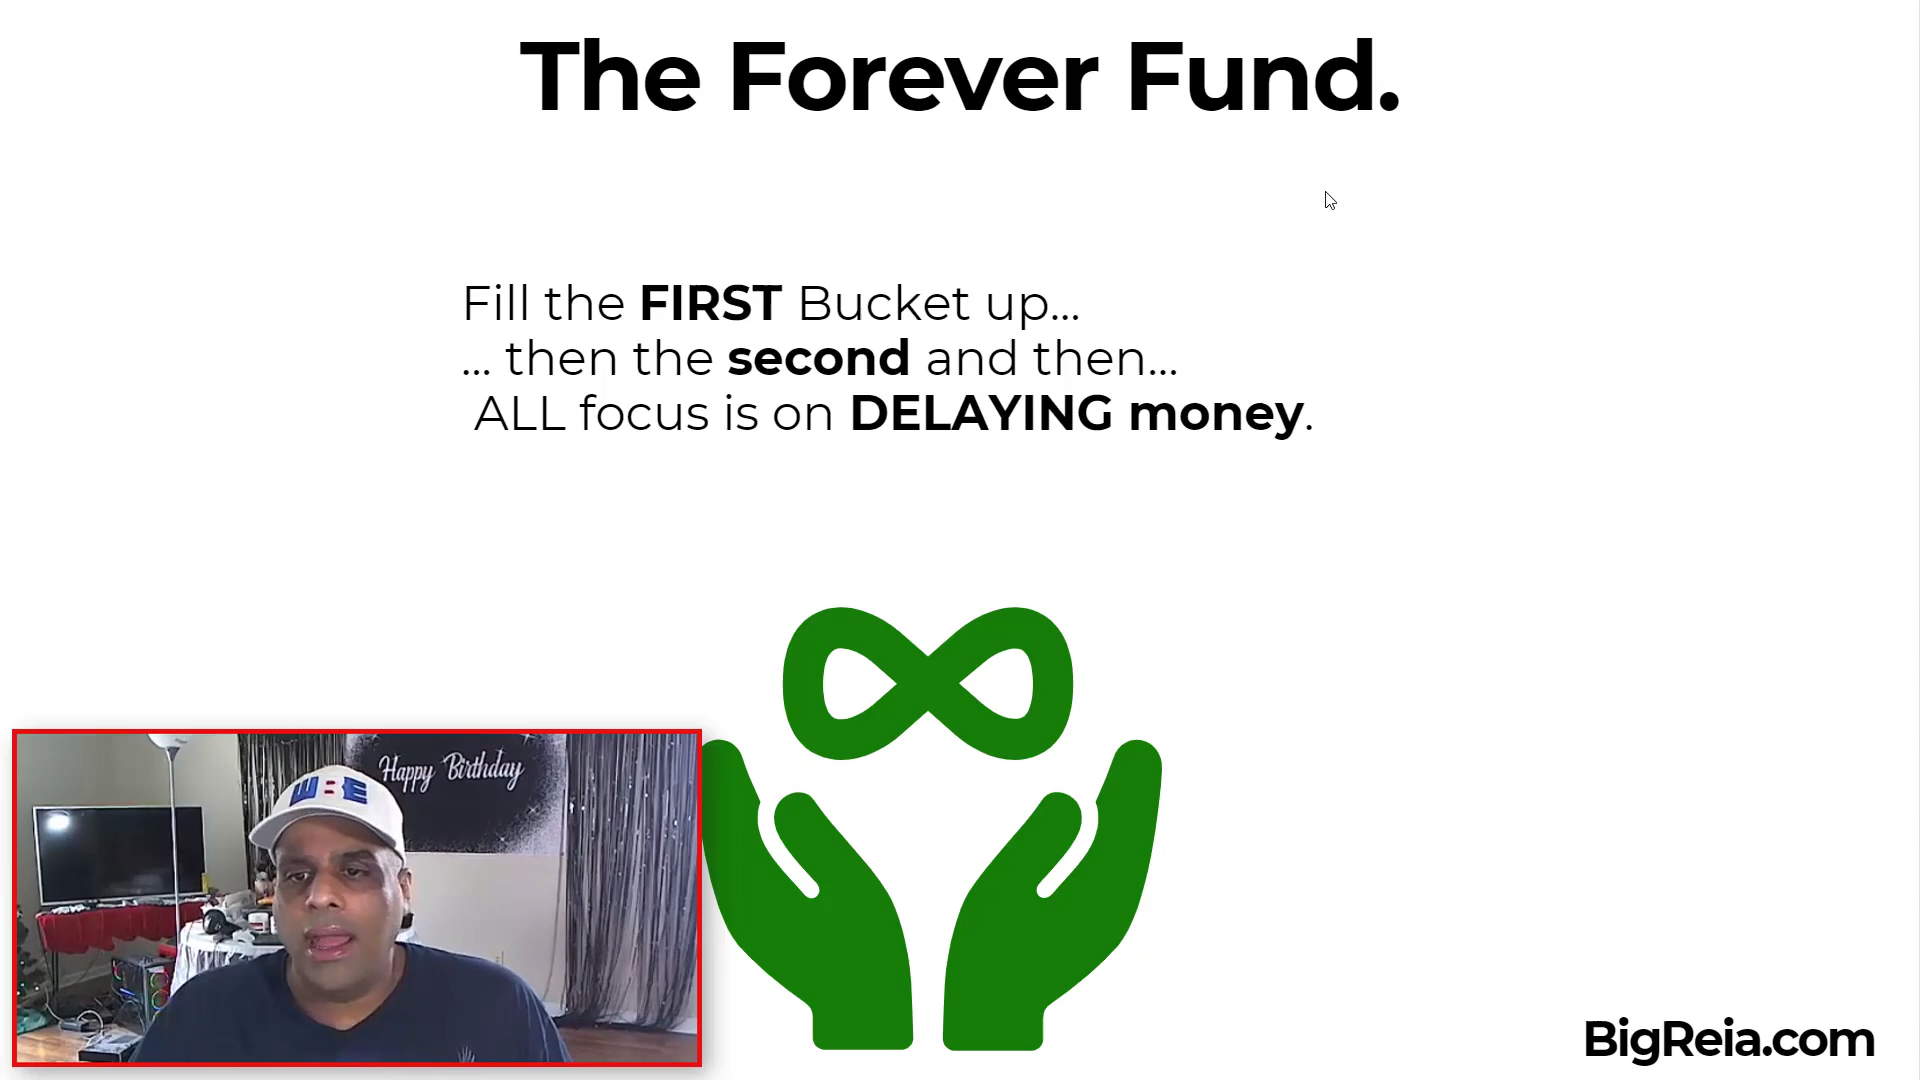 The Forever Fund.
Fill the FIRST Bucket up...
... then the second and then...
ALL focus is on DELAYING money.
Happy Birthday
WBE
BigReia.com